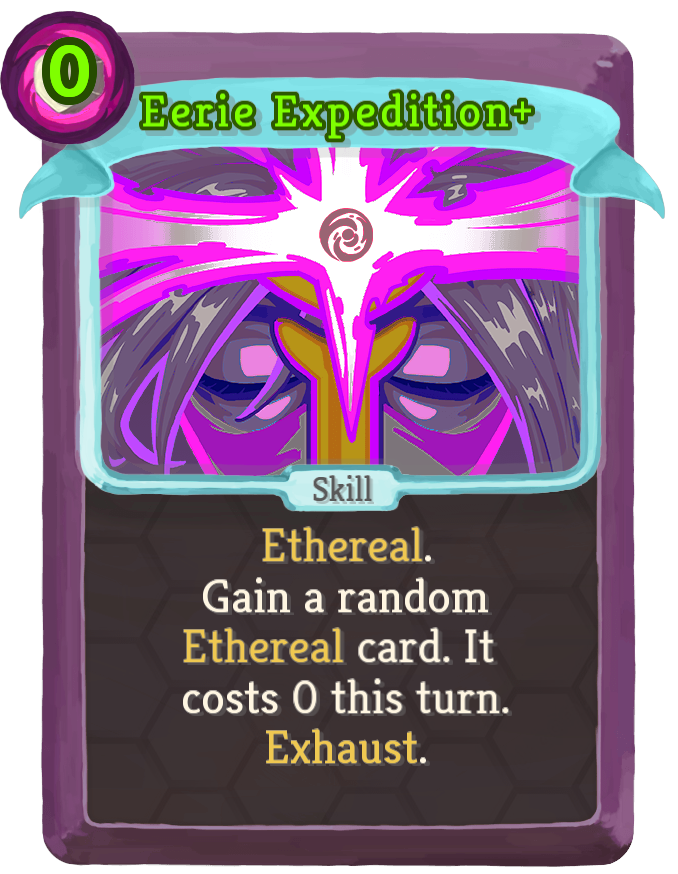 0
Eerie Expedition+
Skill
Ethereal.
Gain a random
Ethereal card. It
costs 0 this turn.
Exhaust.